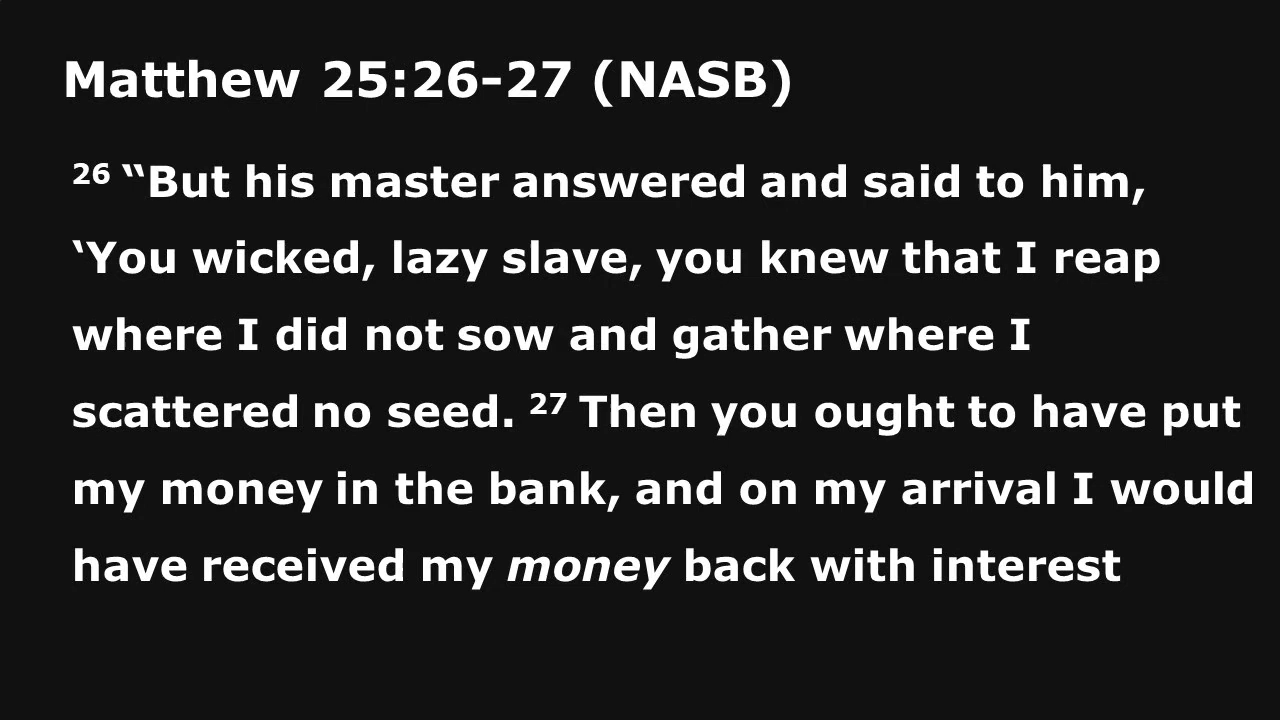 Matthew 25:26-27 (NASB)
26 “But his master answered and said to him,
‘You wicked, lazy slave, you knew that I reap
where I did not sow and gather where I
scattered no seed. 27 Then you ought to have put
my money in the bank, and on my arrival I would
have received my money back with interest